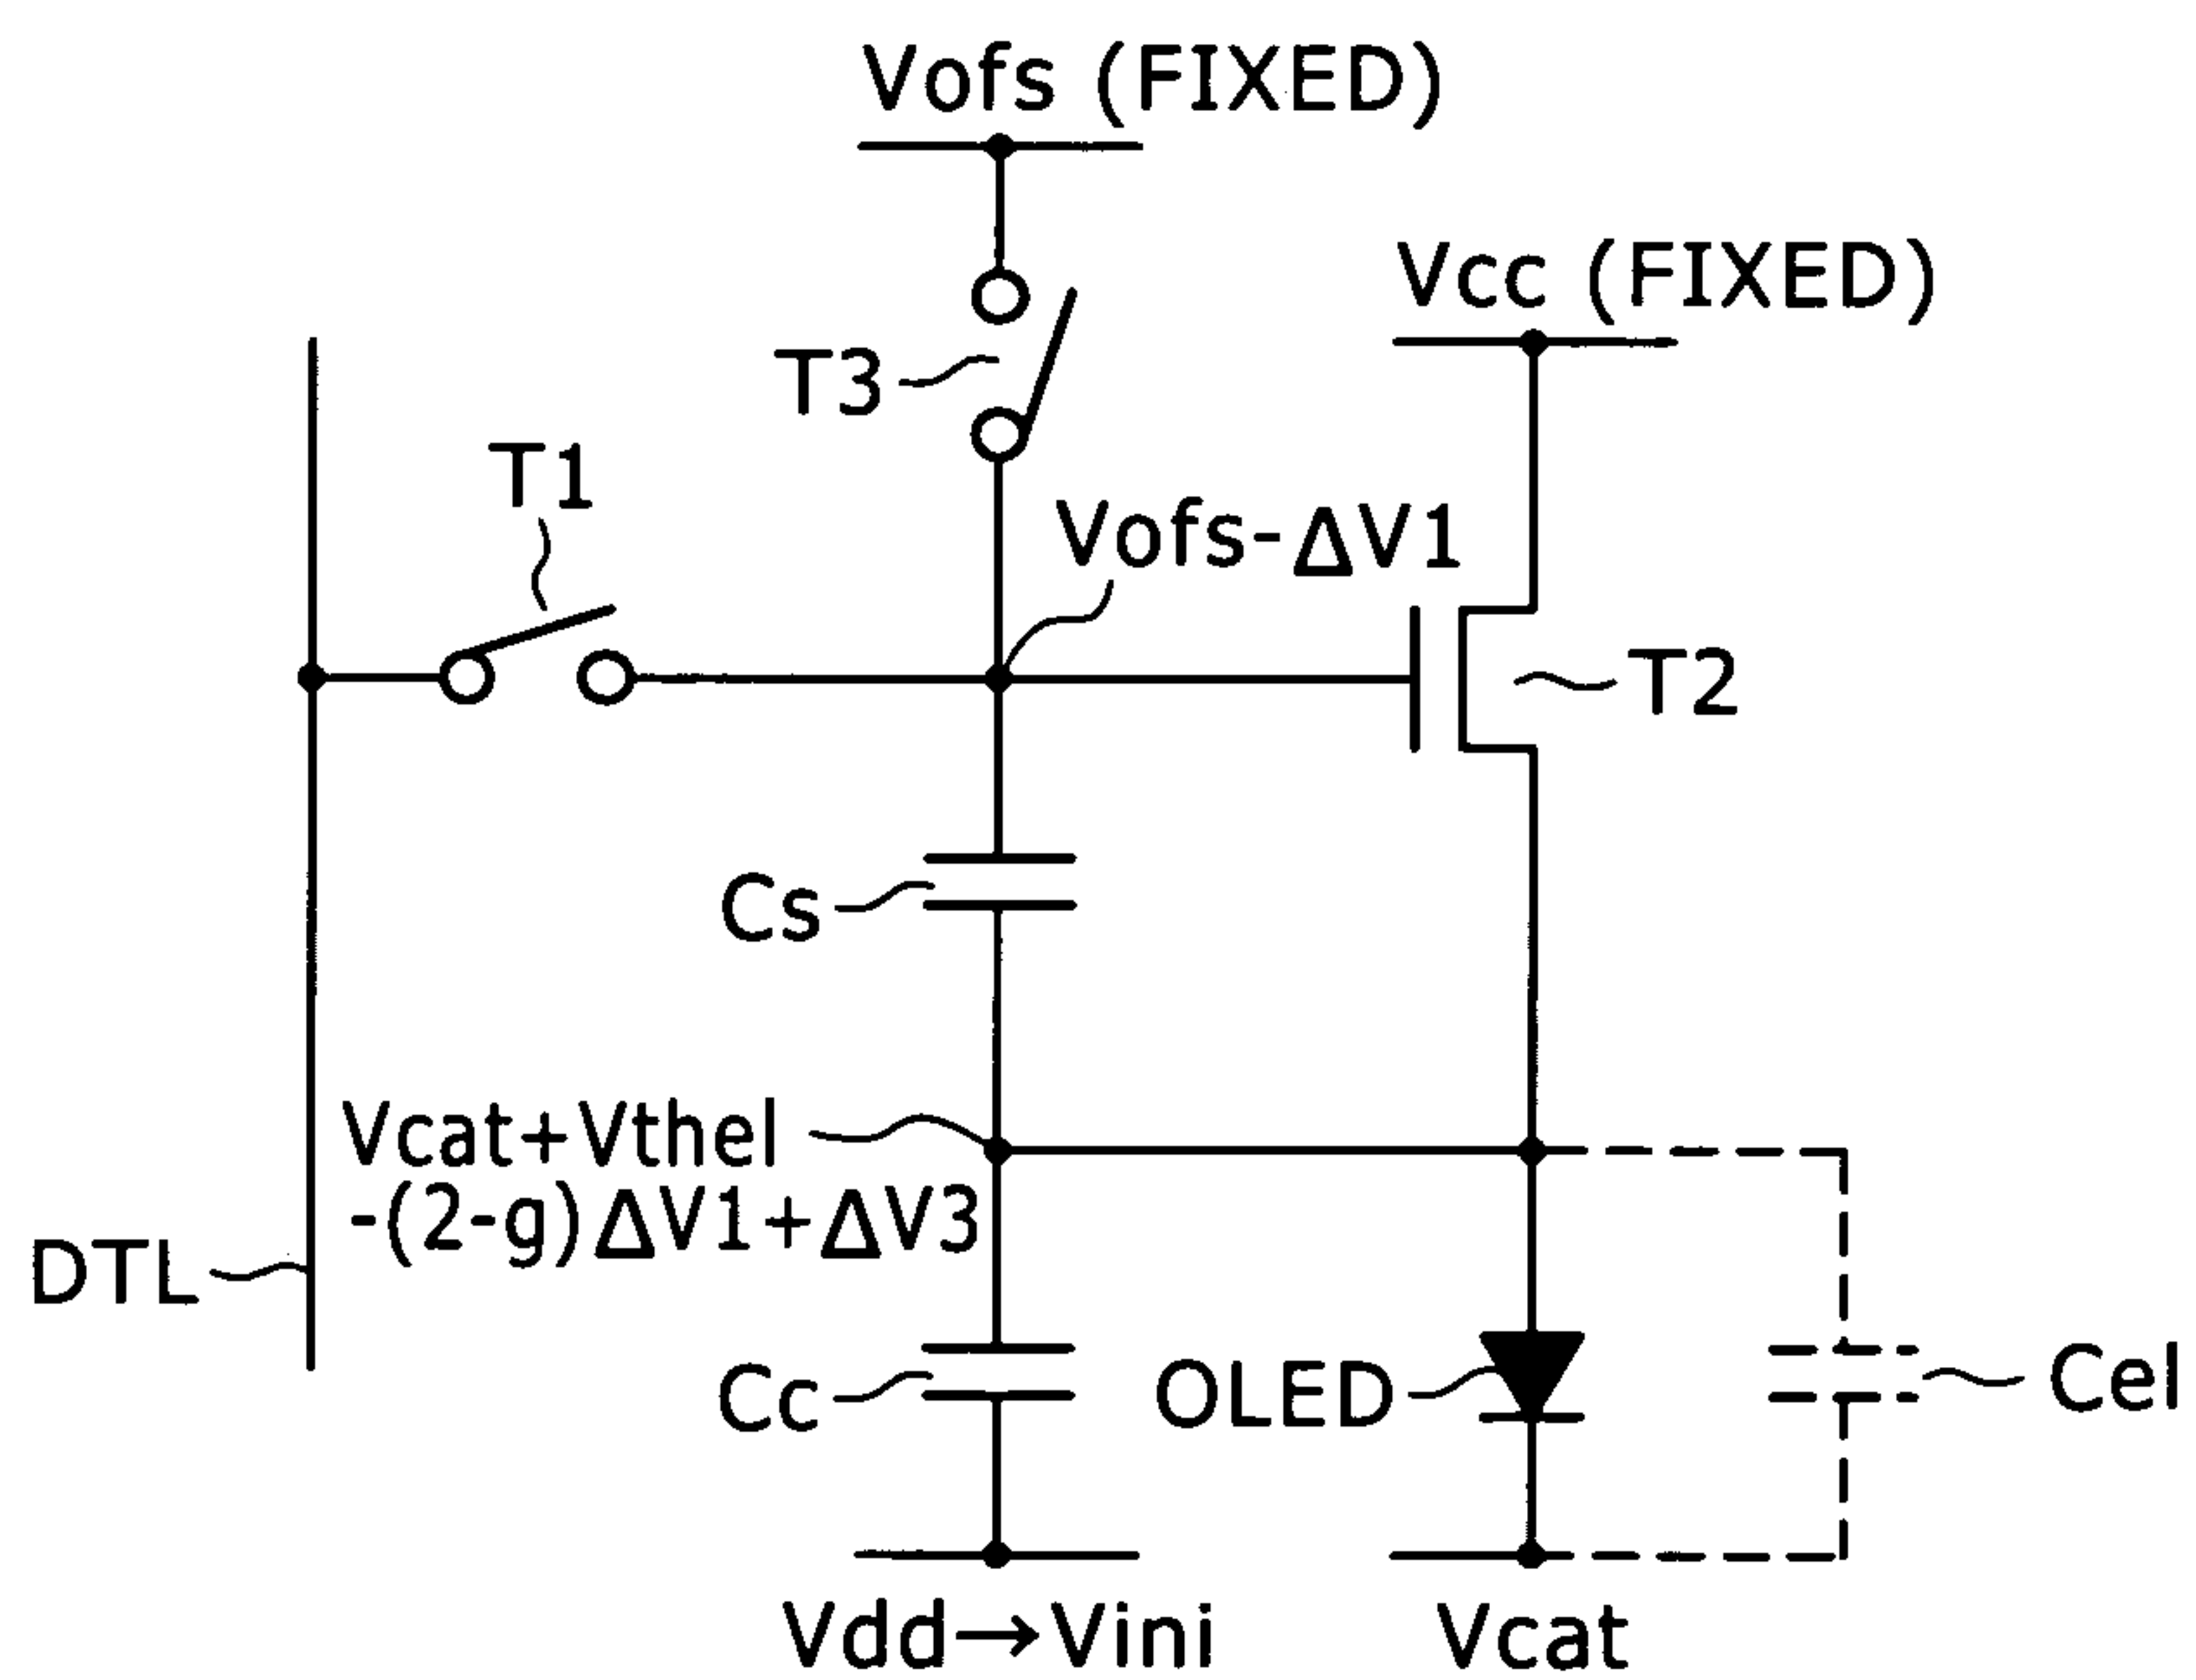 Vofs (FIXED)
Vcc (FIXED)
T3
T1
Vofs-ΔV1
T2
Cs
Vcat+Vthel
-(2-g)ΔV1+ΔV3
DTL
Cc
OLED
Cel
Vdd→Vini
Vcat